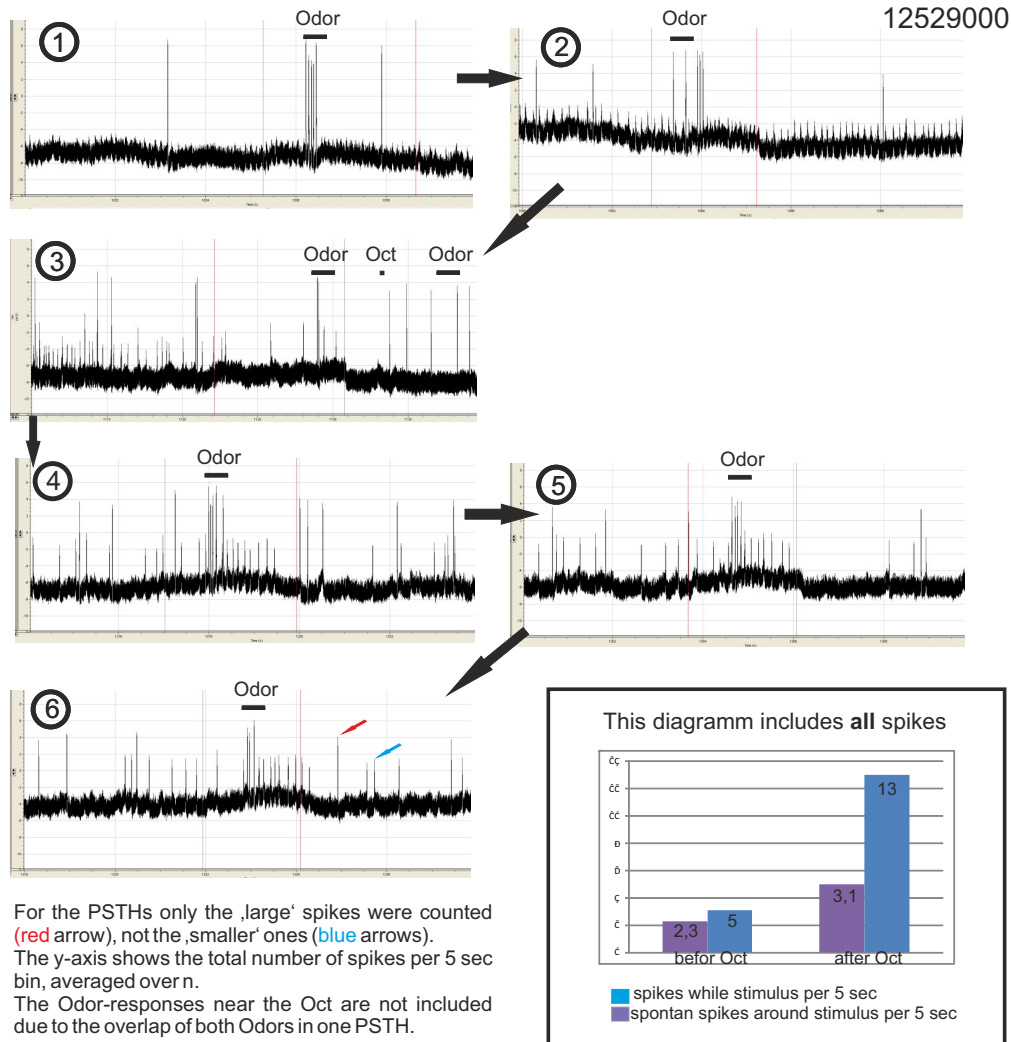 12529000
1
Odor
2
Odor
3
Odor Oct Odor
4
Odor
5
Odor
6
Odor
This diagramm includes all spikes
čç
čč
čć
đ
ď
ç
č
ć
2,3
5
3,1
13
befor Oct
after Oct
spikes while stimulus per 5 sec
spontan spikes around stimulus per 5 sec
For the PSTHs only the ‚large‘ spikes were counted
(red arrow), not the ‚smaller‘ ones (blue arrows).
The y-axis shows the total number of spikes per 5 sec
bin, averaged over n.
The Odor-responses near the Oct are not included
due to the overlap of both Odors in one PSTH.